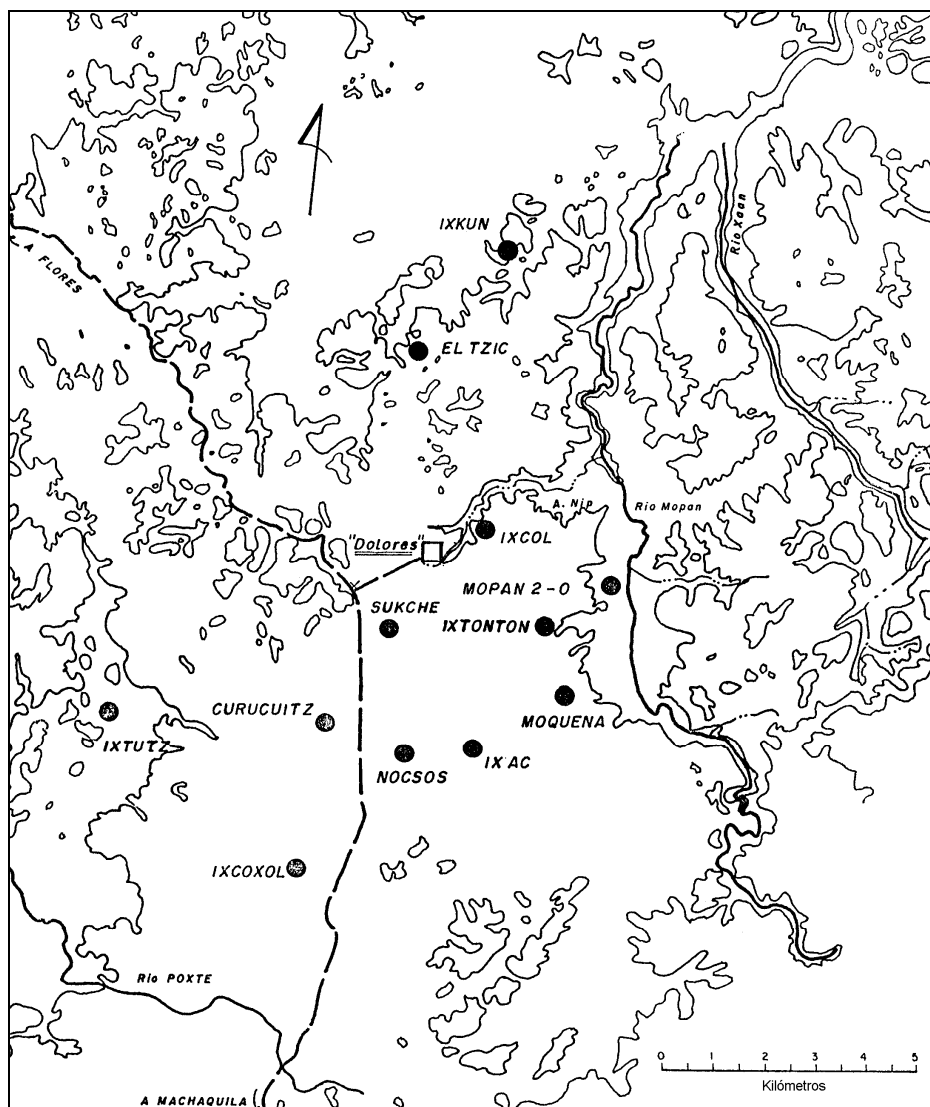 IXKUN
Rio Xaan
A FLORES
EL TZIC
A. Nip
Rio Mopan
IXCOL
"Dolores"
MOPAN 2-0
SUKCHE
IXTONTON
CURUCUITZ
MOQUENA
IXTUTZ
IX AC
NOCSOS
IXCOXOL
Rio POXTE
0 1 2 3 4 5
Kilómetros
A MACHAQUILA